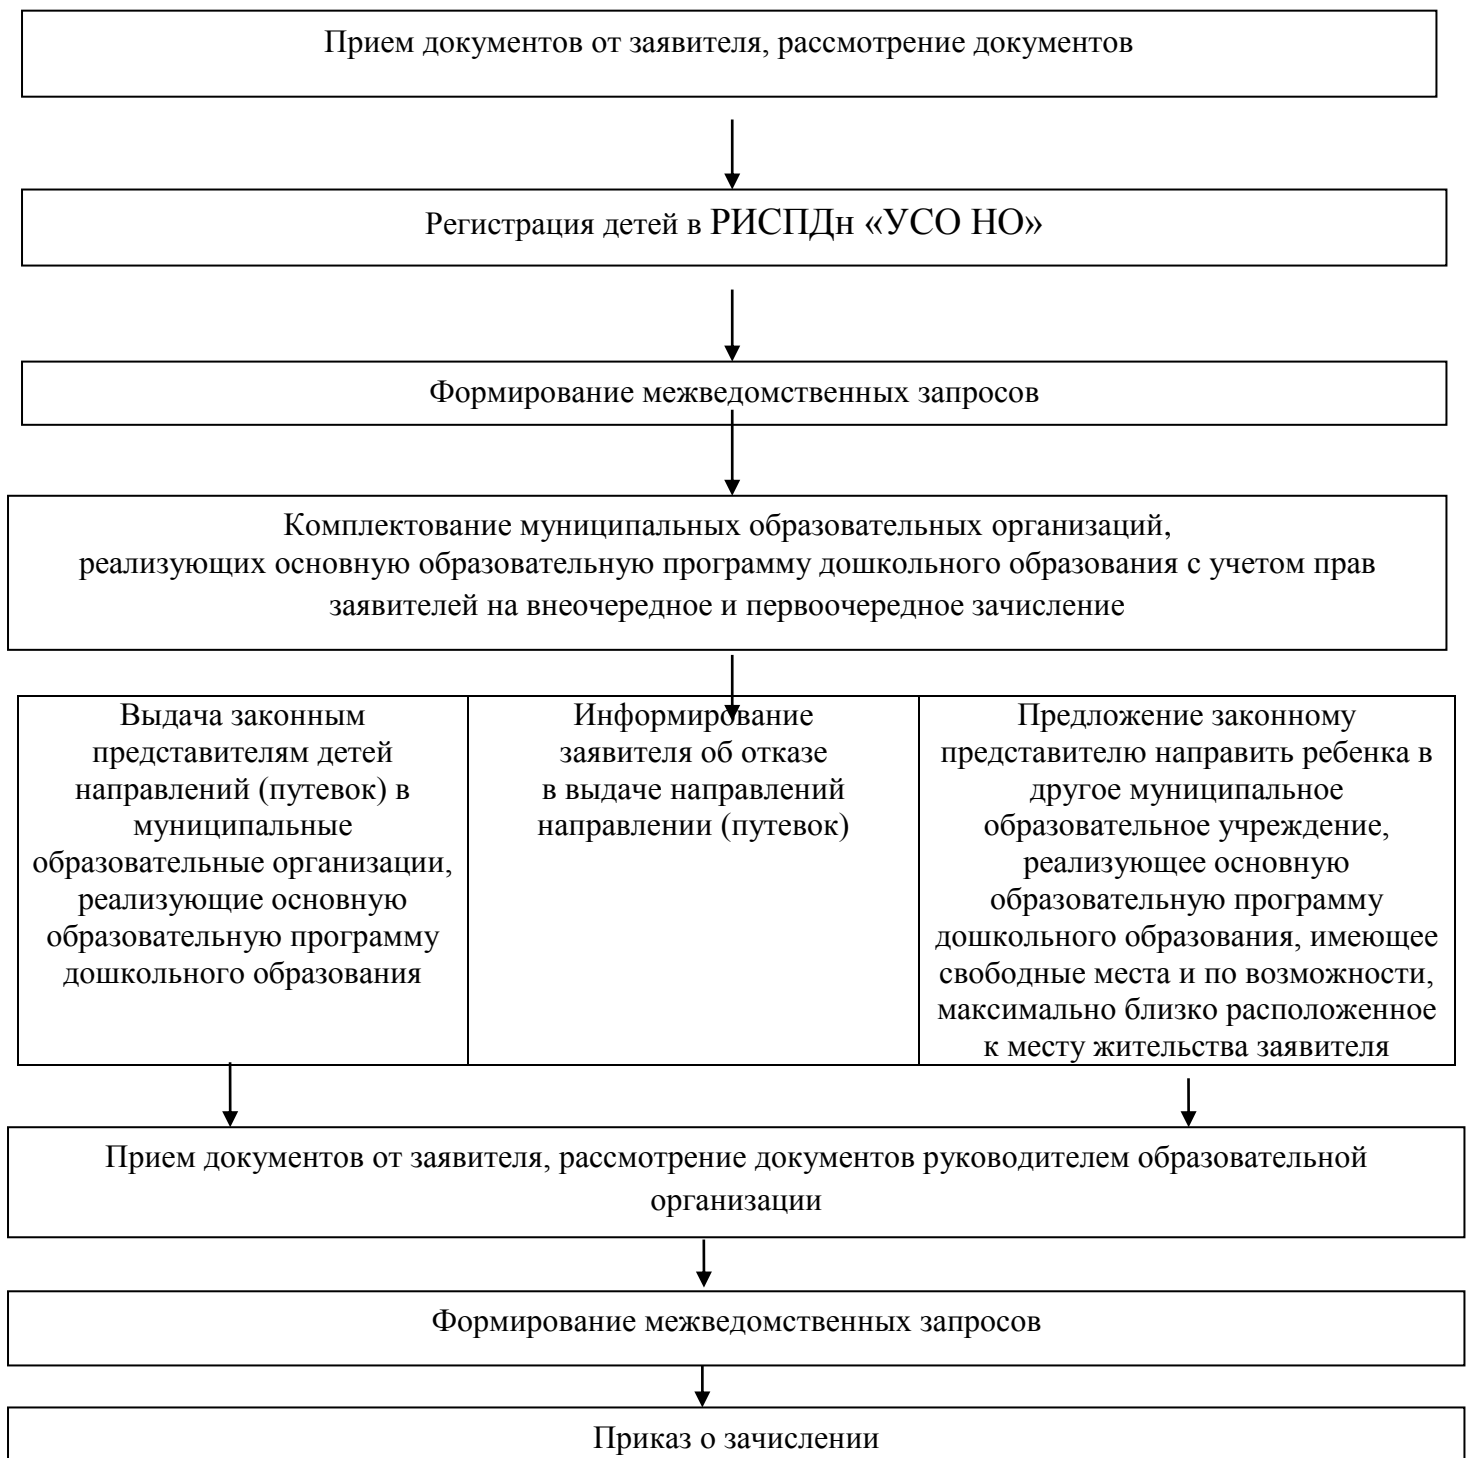 Прием документов от заявителя, рассмотрение документов
Регистрация детей в РИСПДн «УСО НО»
Формирование межведомственных запросов
Комплектование муниципальных образовательных организаций,
реализующих основную образовательную программу дошкольного образования с учетом прав
заявителей на внеочередное и первоочередное зачисление
Выдача законным
представителям детей
направлений (путевок) в
муниципальные
образовательные организации,
реализующие основную
образовательную программу
дошкольного образования
Информирование
заявителя об отказе
в выдаче направлений
направлении (путевок)
Предложение законному
представителю направить ребенка в
другое муниципальное
образовательное учреждение,
реализующее основную
образовательную программу
дошкольного образования, имеющее
свободные места и по возможности,
максимально близко расположенное
к месту жительства заявителя
Прием документов от заявителя, рассмотрение документов руководителем образовательной
организации
Формирование межведомственных запросов
Приказ о зачислении